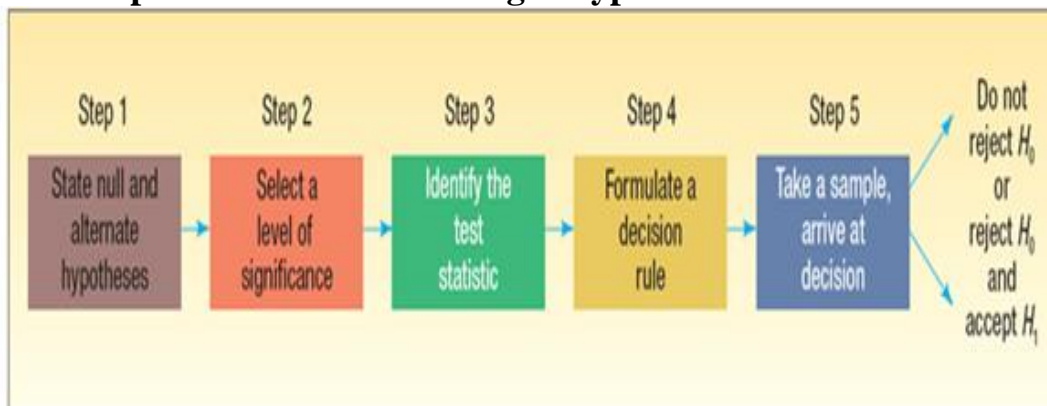 Step 1
State null and
alternate
hypotheses
Step 2
Select a
level of
significance
Step 3
Identify the
test
statistic
Step 4
Formulate a
decision
rule
Step 5
Take a sample,
arrive at
decision
Do not
reject H₀
or
reject H₀
and
accept H₁